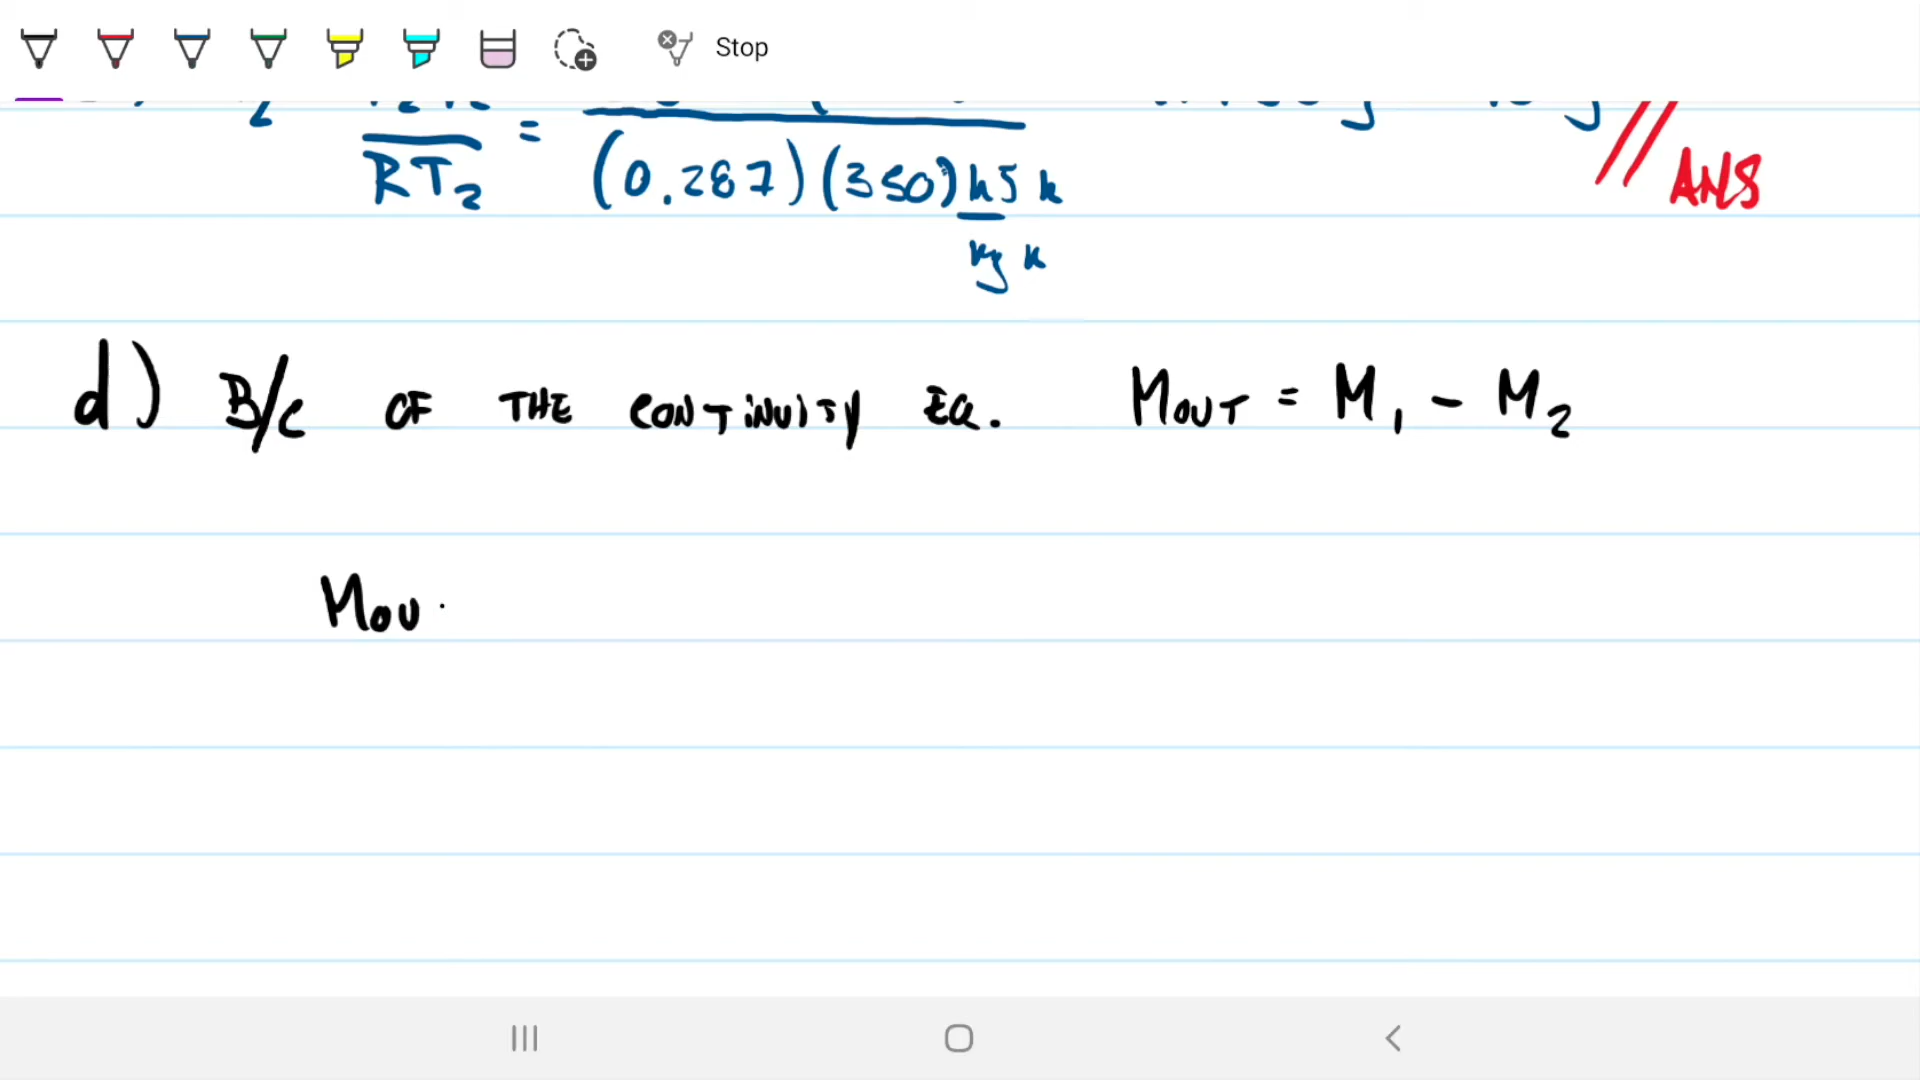 Stop
RT2 = (0.287)(350) kJ K
ANS
kg K
d) B/C OF THE CONTINUITY EQ. MOUT = M1 - M2
MOU